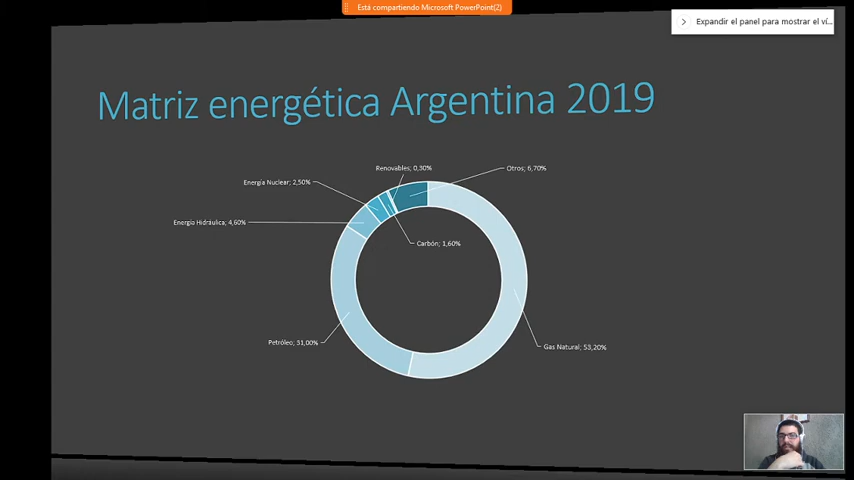 Está compartiendo Microsoft PowerPoint(2)
Expandir el panel para mostrar el ví...
Matriz energética Argentina 2019
Renovables; 0,30%
Otros; 6,70%
Energía Nuclear; 2,50%
Energía Hidráulica; 4,60%
Carbón; 1,60%
Petróleo; 31,00%
Gas Natural; 53,20%